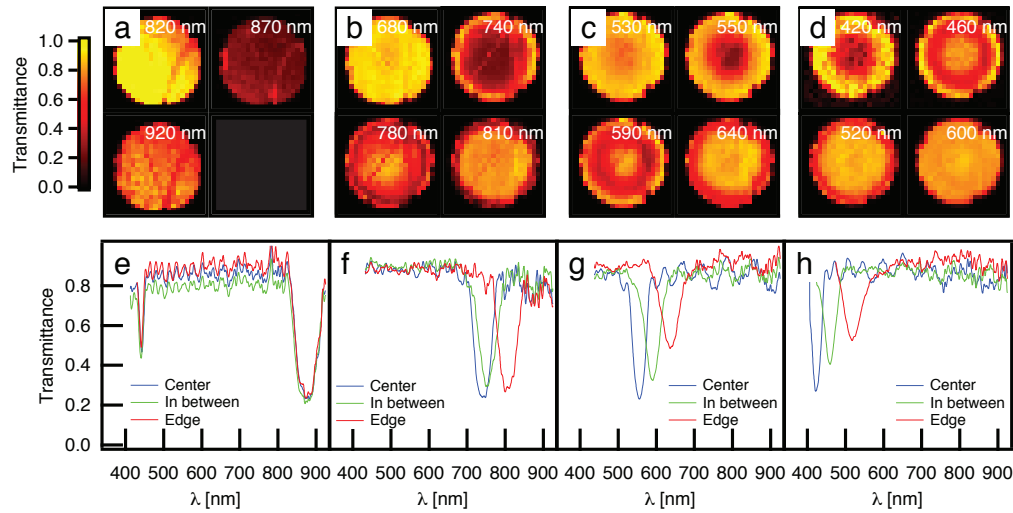 a 820 nm 870 nm
920 nm
b 680 nm 740 nm
780 nm 810 nm
c 530 nm 550 nm
590 nm 640 nm
d 420 nm 460 nm
520 nm 600 nm
Transmittance
1.0
0.8
0.6
0.4
0.2
0.0
e f g h
Transmittance
0.8
0.6
0.4
0.2
0.0
Center
In between
Edge
Center
In between
Edge
Center
In between
Edge
Center
In between
Edge
400 500 600 700 800 900
400 500 600 700 800 900
400 500 600 700 800 900
400 500 600 700 800 900
λ [nm]
λ [nm]
λ [nm]
λ [nm]